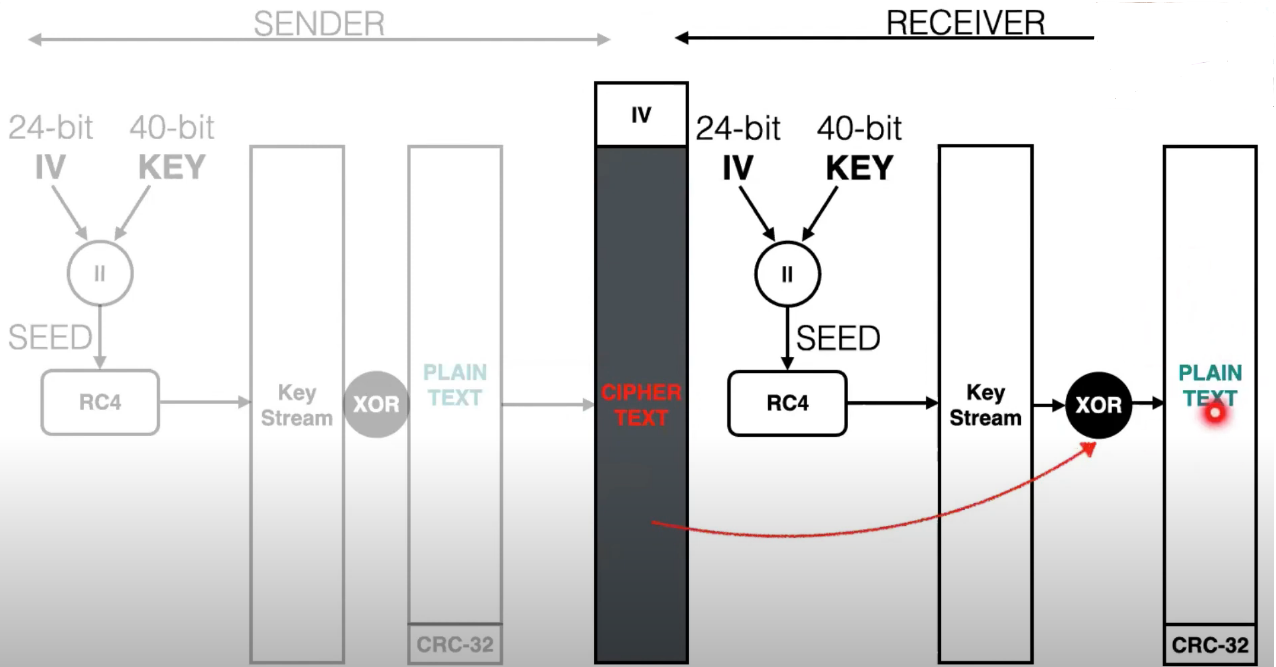 SENDER
RECEIVER
24-bit
IV
40-bit
KEY
II
SEED
RC4
Key
Stream
XOR
PLAIN
TEXT
CRC-32
IV
CIPHER
TEXT
24-bit
IV
40-bit
KEY
II
SEED
RC4
Key
Stream
XOR
PLAIN
TEXT
CRC-32